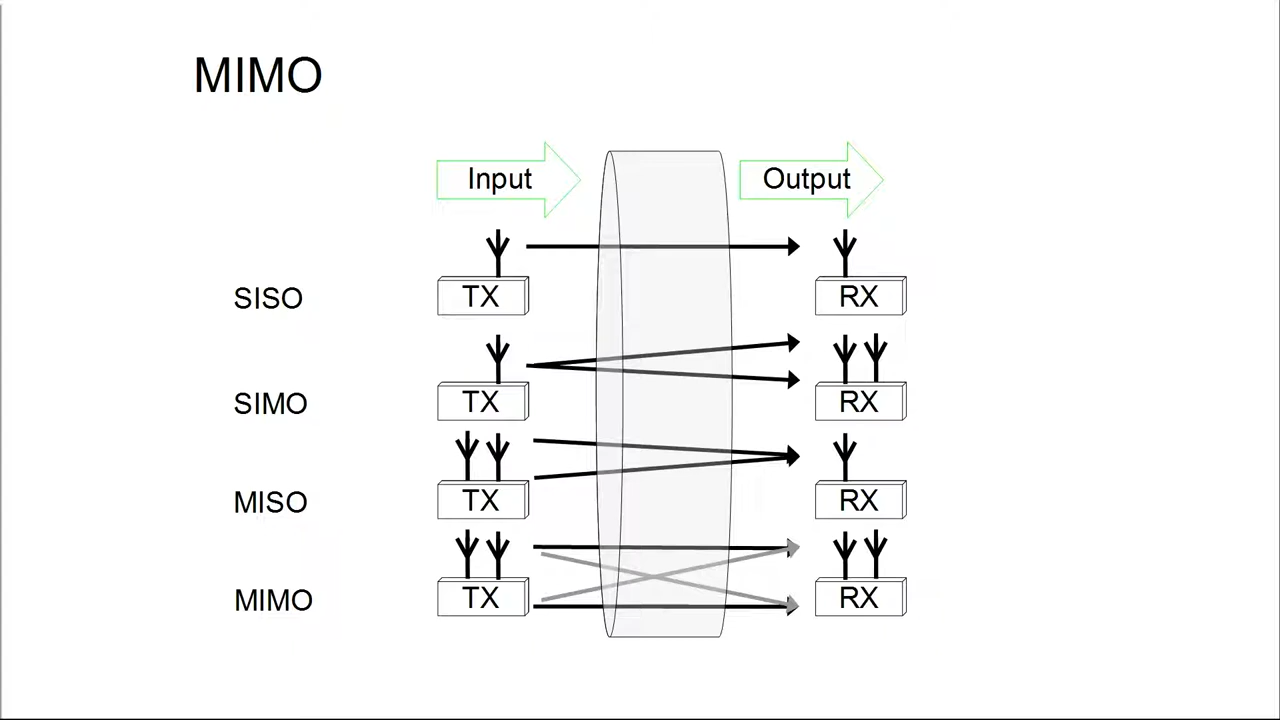 MIMO
Input Output
TX RX
SISO
TX RX
SIMO
TX RX
MISO
TX RX
MIMO